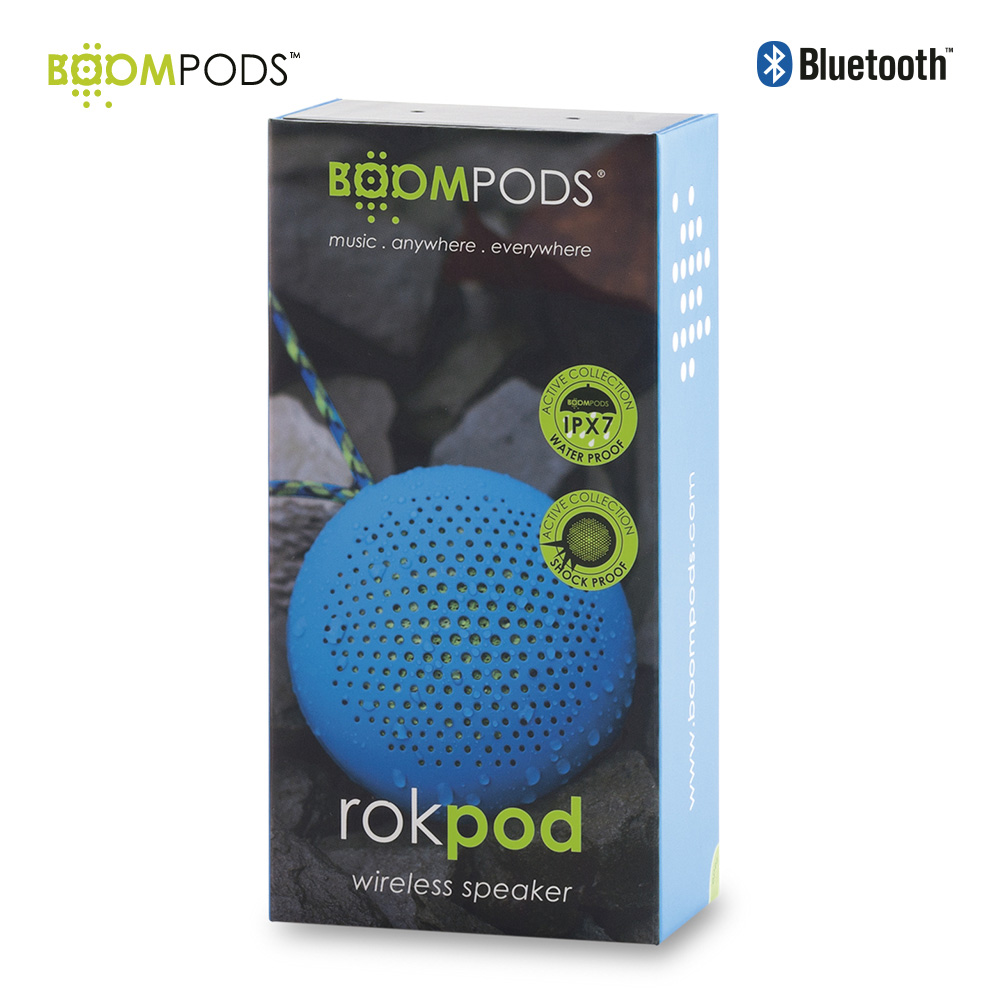 BOOMPODS™
Bluetooth™
BOOMPODS®
music . anywhere . everywhere
ACTIVE COLLECTION
BOOMPODS
IPX7
WATER PROOF
ACTIVE COLLECTION
SHOCK PROOF
rokpod
wireless speaker
www.boompods.com